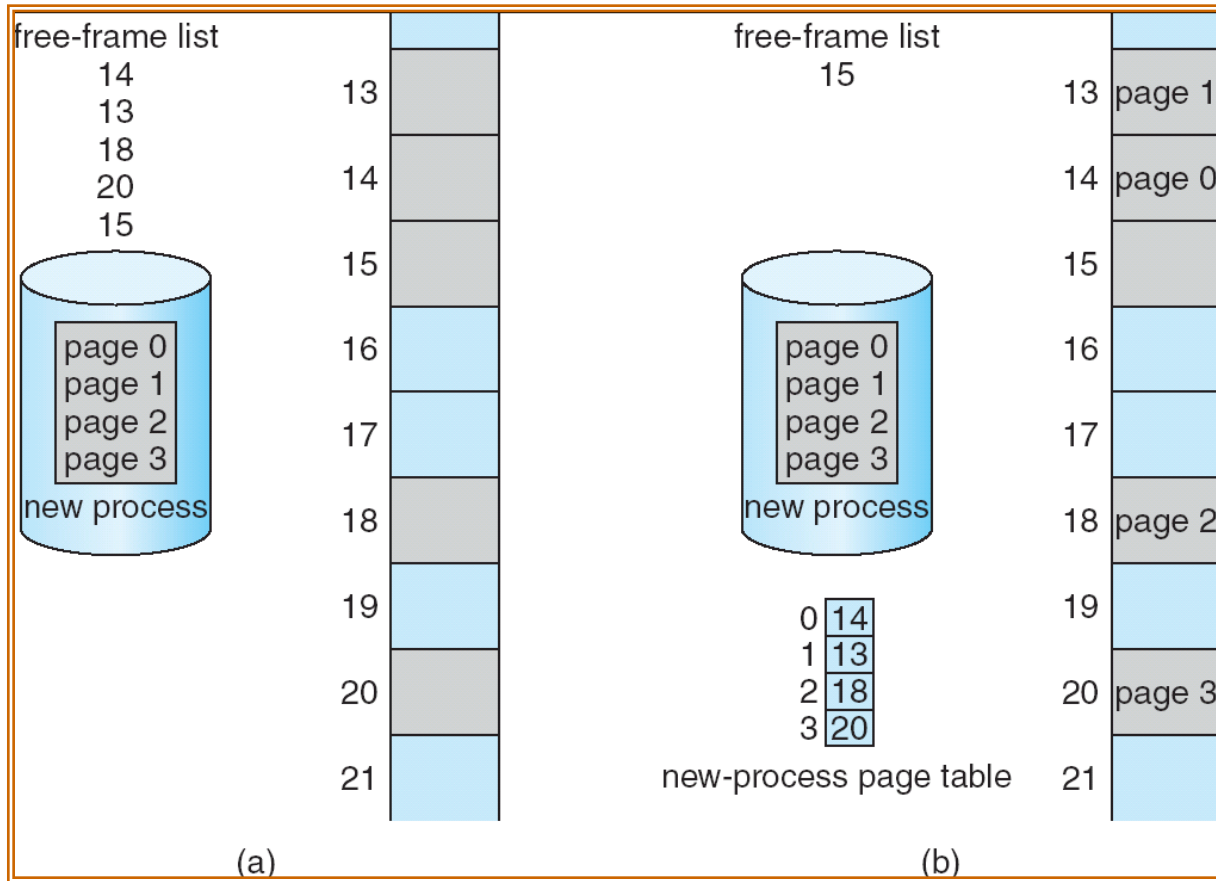 free-frame list
14
13
18
20
15
page 0
page 1
page 2
page 3
new process
13
14
15
16
17
18
19
20
21
(a)
free-frame list
15
page 0
page 1
page 2
page 3
new process
0 14
1 13
2 18
3 20
new-process page table
13 page 1
14 page 0
15
16
17
18 page 2
19
20 page 3
21
(b)